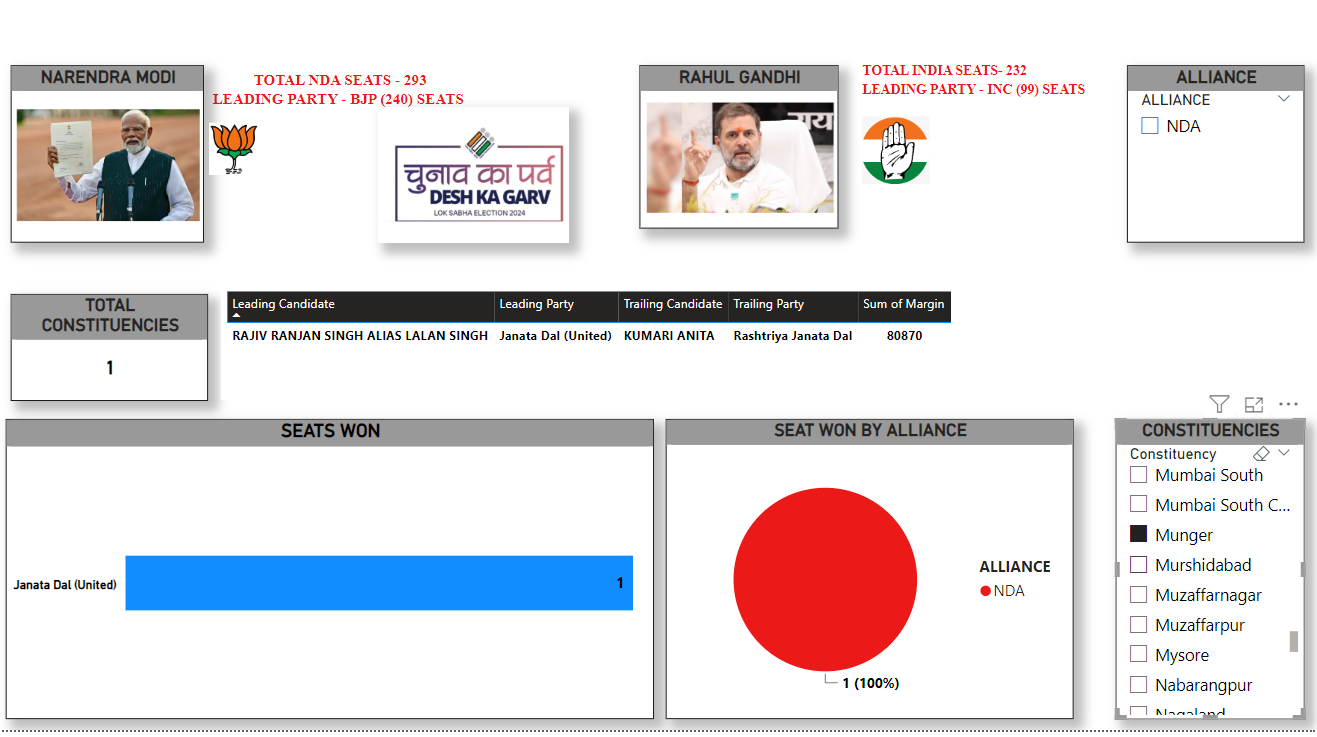 NARENDRA MODI
TOTAL NDA SEATS - 293
LEADING PARTY - BJP (240) SEATS
चुनाव का पर्व
DESH KA GARV
LOK SABHA ELECTION 2024
RAHUL GANDHI
TOTAL INDIA SEATS- 232
LEADING PARTY - INC (99) SEATS
ALLIANCE
ALLIANCE
NDA
TOTAL
CONSTITUENCIES
1
Leading Candidate Leading Party Trailing Candidate Trailing Party Sum of Margin
RAJIV RANJAN SINGH ALIAS LALAN SINGH Janata Dal (United) KUMARI ANITA Rashtriya Janata Dal 80870
SEATS WON
Janata Dal (United) 1
SEAT WON BY ALLIANCE
ALLIANCE
NDA
1 (100%)
CONSTITUENCIES
Constituency
Mumbai South
Mumbai South C...
Munger
Murshidabad
Muzaffarnagar
Muzaffarpur
Mysore
Nabarangpur
Nagaland